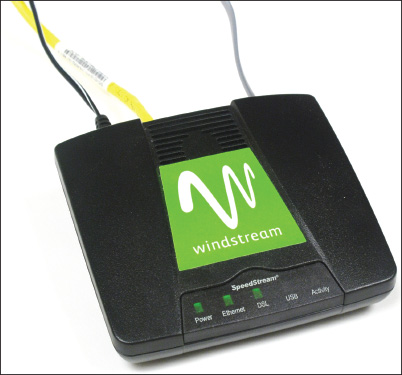 windstream
SpeedStream®
Power Ethernet DSL USB Activity